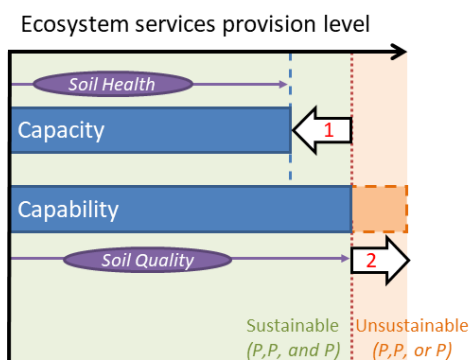 Ecosystem services provision level
Soil Health
Capacity
1
Capability
Soil Quality
2
Sustainable
(P,P, and P)
Unsustainable
(P,P, or P)